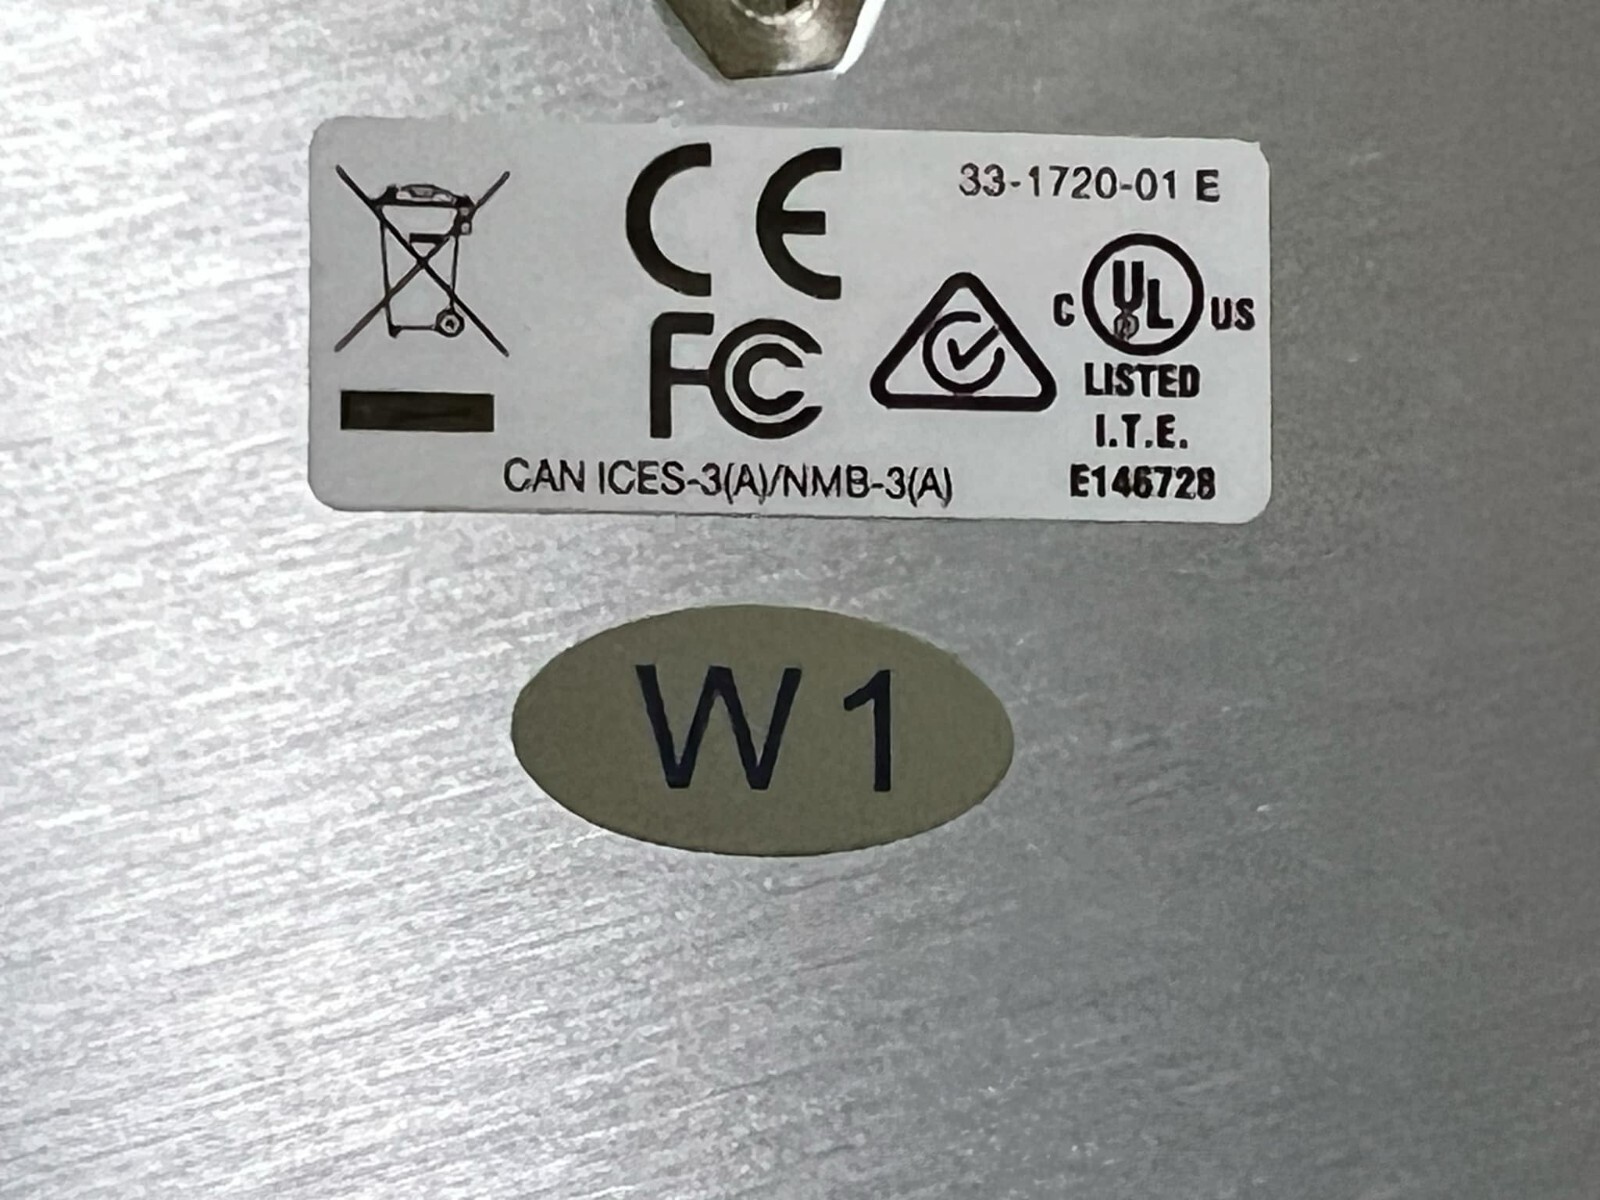 CE
33-1720-01 E
FC
C UL US
LISTED
I.T.E.
CAN ICES-3(A)/NMB-3(A)
E146728
W1